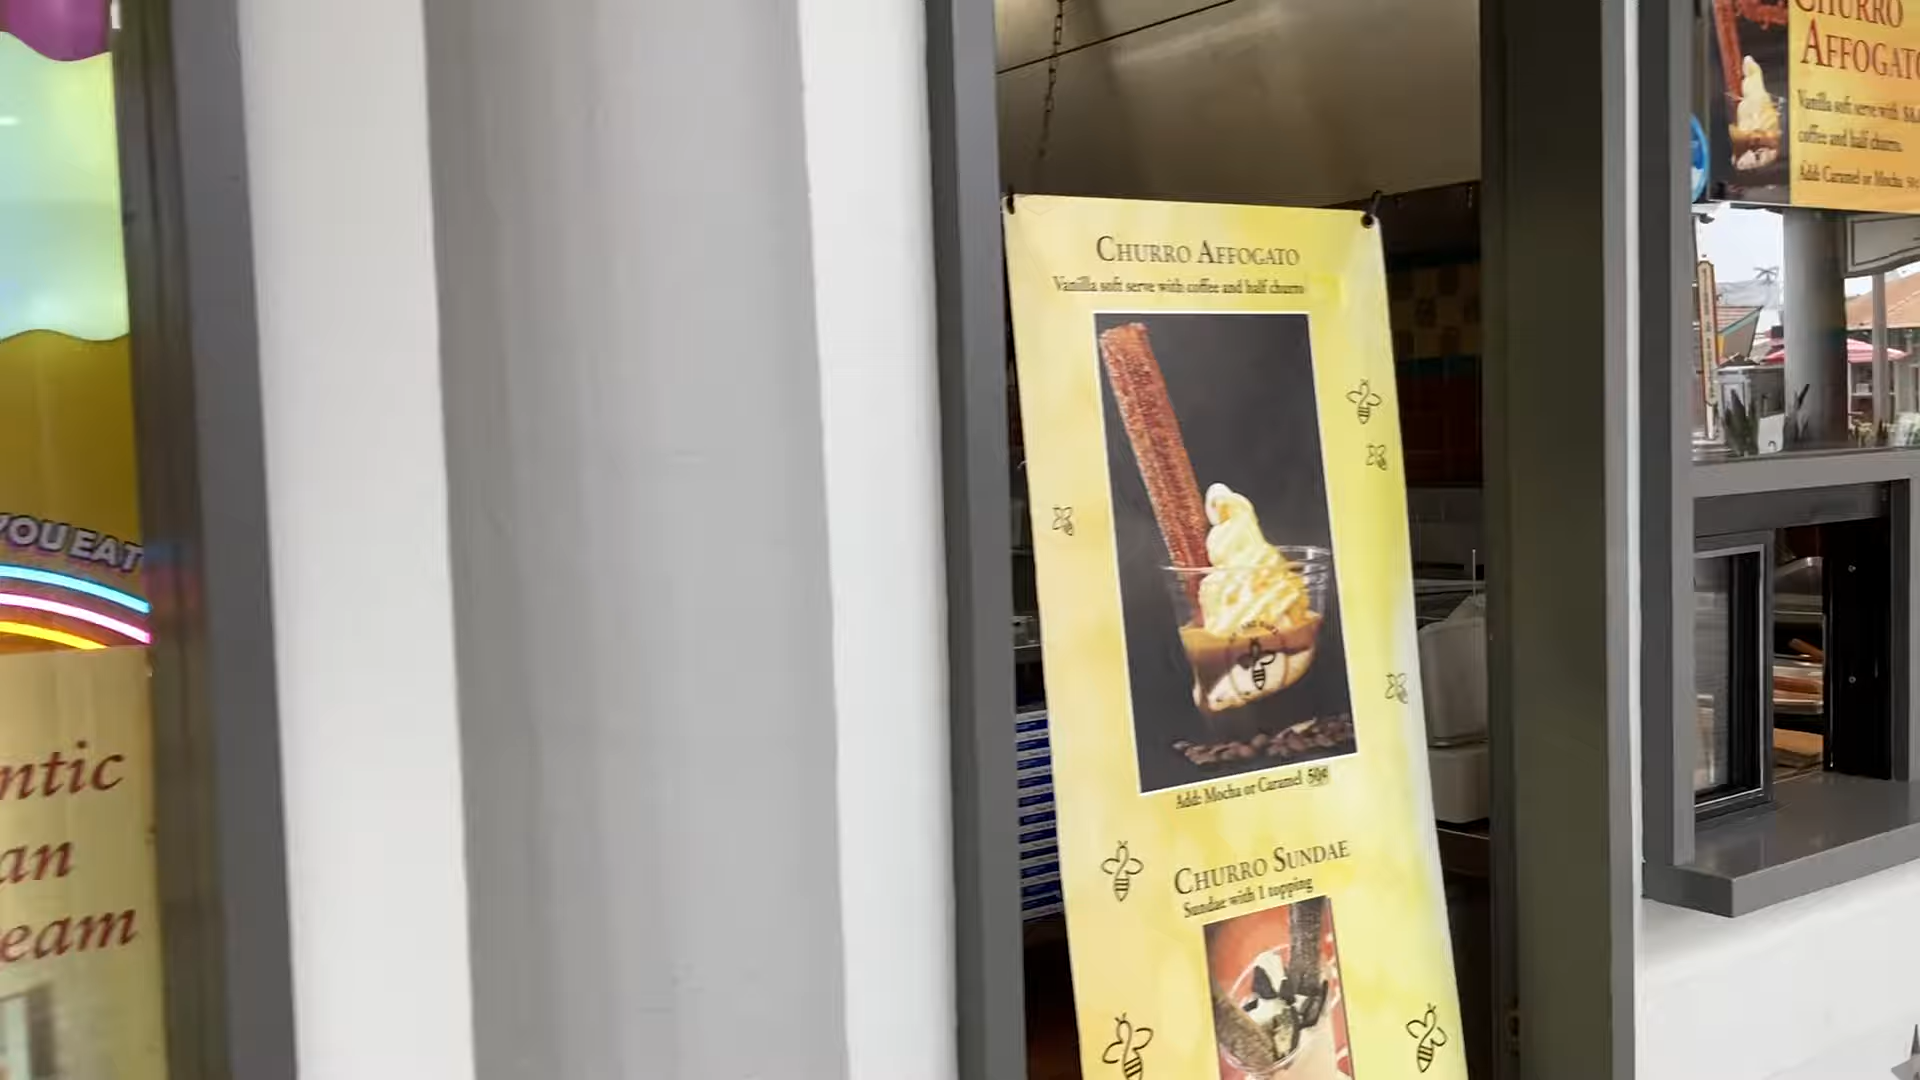 YOU EAT
ntic
an
eam
CHURRO AFFOGATO
Vanilla soft serve with coffee and half churro
Add: Mocha or Caramel 50¢
CHURRO SUNDAE
Sundae with 1 topping
CHURRO
AFFOGATO
Vanilla soft serve with
coffee and half churro.
Add: Caramel or Mocha